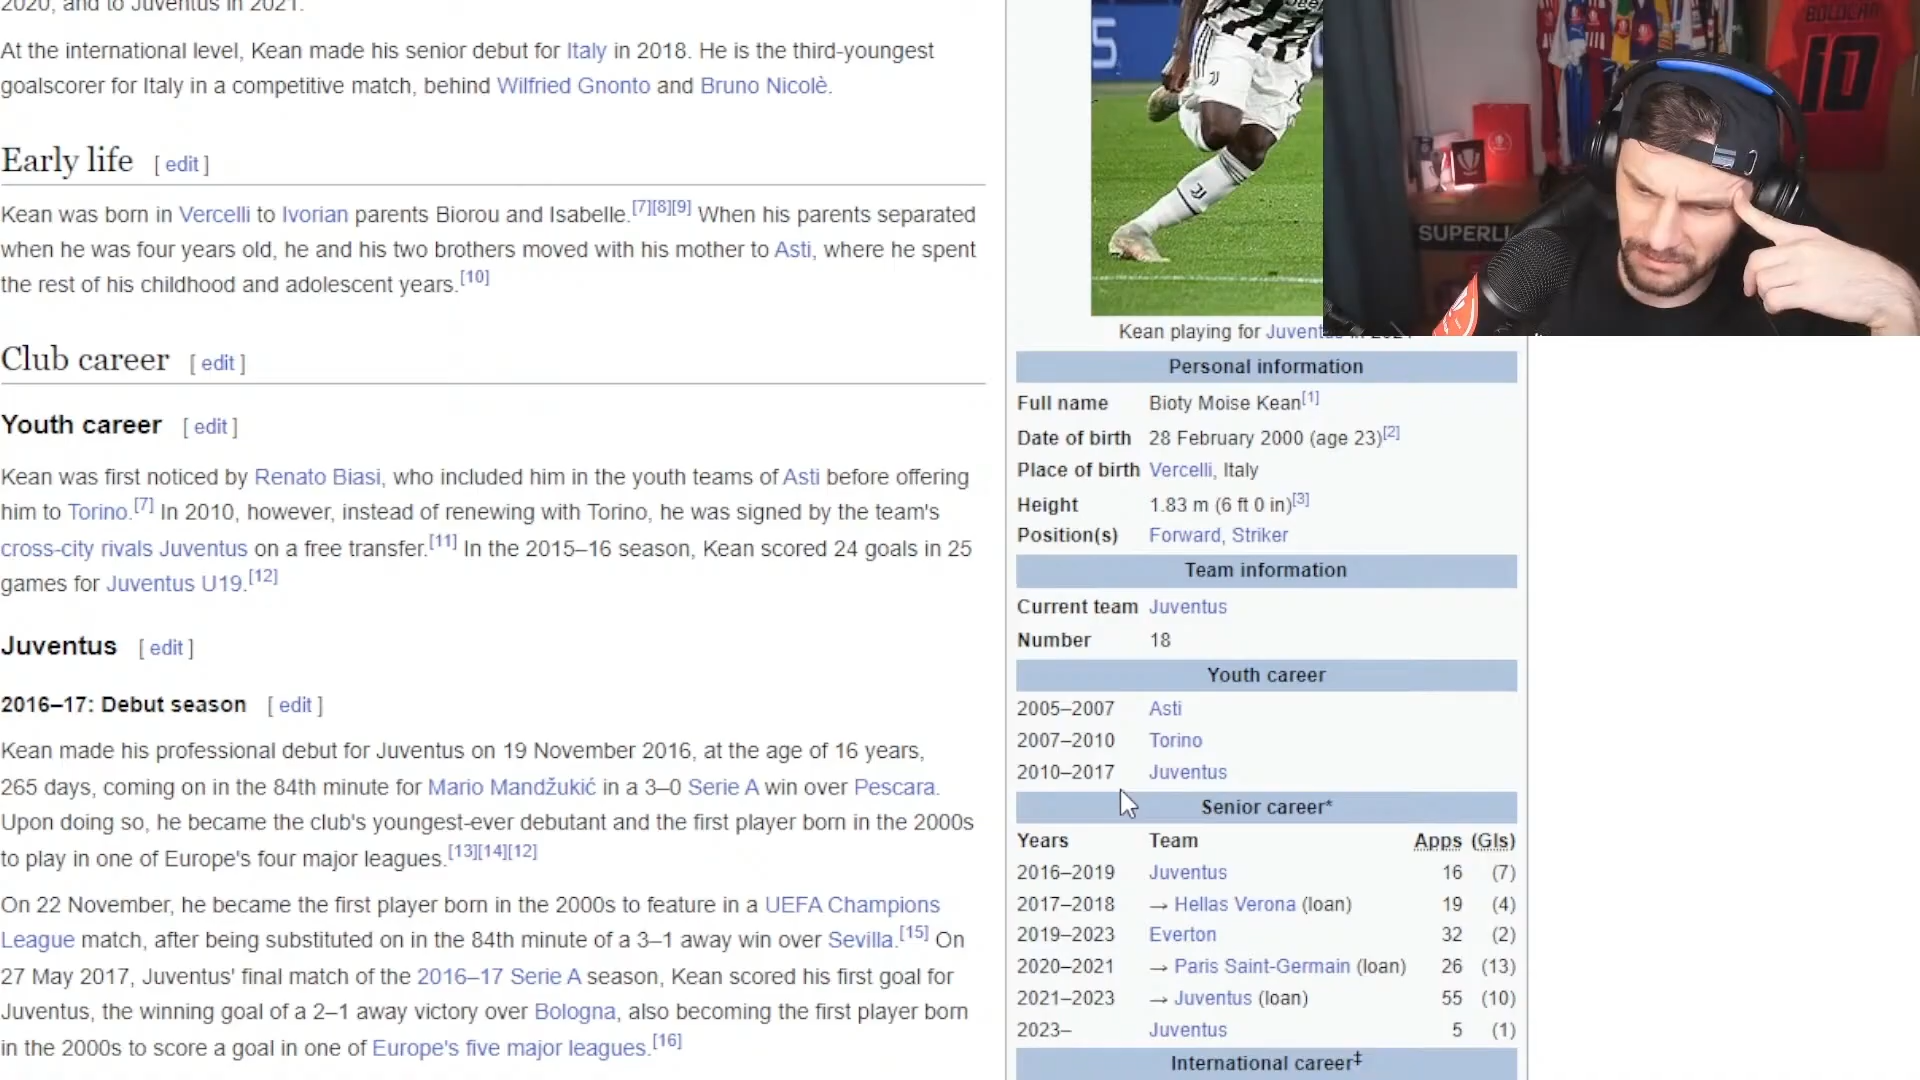 2020, and to Juventus in 2021.
At the international level, Kean made his senior debut for Italy in 2018. He is the third-youngest
goalscorer for Italy in a competitive match, behind Wilfried Gnonto and Bruno Nicolè.
Early life [ edit ]
Kean was born in Vercelli to Ivorian parents Biorou and Isabelle.[7][8][9] When his parents separated
when he was four years old, he and his two brothers moved with his mother to Asti, where he spent
the rest of his childhood and adolescent years.[10]
Club career [ edit ]
Youth career [ edit ]
Kean was first noticed by Renato Biasi, who included him in the youth teams of Asti before offering
him to Torino.[7] In 2010, however, instead of renewing with Torino, he was signed by the team's
cross-city rivals Juventus on a free transfer.[11] In the 2015–16 season, Kean scored 24 goals in 25
games for Juventus U19.[12]
Juventus [ edit ]
2016–17: Debut season [ edit ]
Kean made his professional debut for Juventus on 19 November 2016, at the age of 16 years,
265 days, coming on in the 84th minute for Mario Mandžukić in a 3–0 Serie A win over Pescara.
Upon doing so, he became the club's youngest-ever debutant and the first player born in the 2000s
to play in one of Europe's four major leagues.[13][14][12]
On 22 November, he became the first player born in the 2000s to feature in a UEFA Champions
League match, after being substituted on in the 84th minute of a 3–1 away win over Sevilla.[15] On
27 May 2017, Juventus' final match of the 2016–17 Serie A season, Kean scored his first goal for
Juventus, the winning goal of a 2–1 away victory over Bologna, also becoming the first player born
in the 2000s to score a goal in one of Europe's five major leagues.[16]
Kean playing for
Personal information
Full name Bioty Moise Kean[1]
Date of birth 28 February 2000 (age 23)[2]
Place of birth Vercelli, Italy
Height 1.83 m (6 ft 0 in)[3]
Position(s) Forward, Striker
Team information
Current team Juventus
Number 18
Youth career
2005–2007 Asti
2007–2010 Torino
2010–2017 Juventus
Senior career*
Years Team Apps (Gls)
2016–2019 Juventus 16 (7)
2017–2018 → Hellas Verona (loan) 19 (4)
2019–2023 Everton 32 (2)
2020–2021 → Paris Saint-Germain (loan) 26 (13)
2021–2023 → Juventus (loan) 55 (10)
2023– Juventus 5 (1)
International career‡
10
SUPERLI